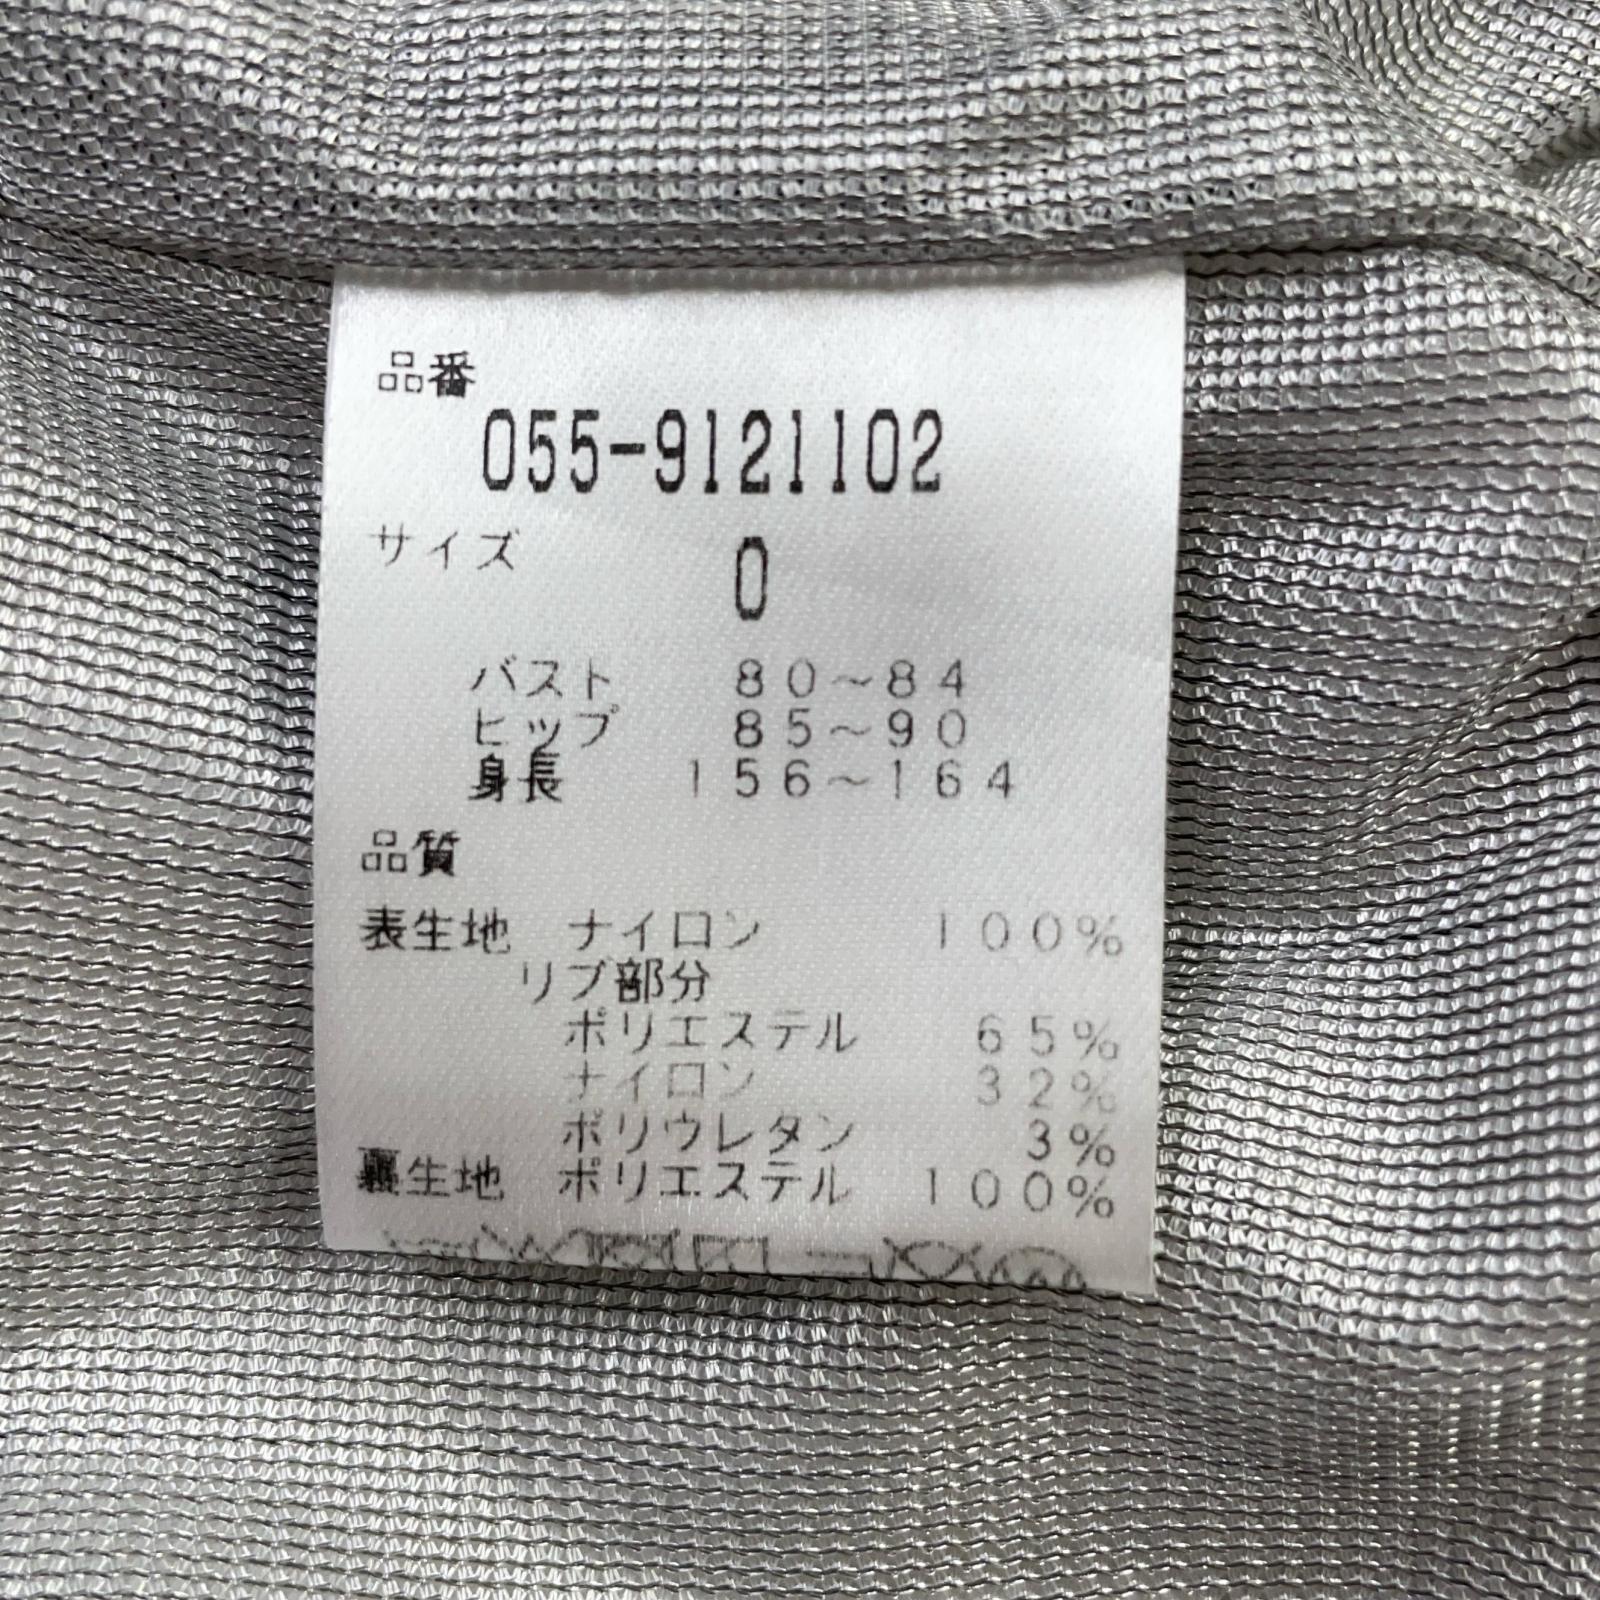 品番
055-9121102
サイズ 0
バスト 80~84
ヒップ 85~90
身長 156~164
品質
表生地 ナイロン 100%
リブ部分
ポリエステル 65%
ナイロン 32%
ポリウレタン 3%
裏生地 ポリエステル 100%